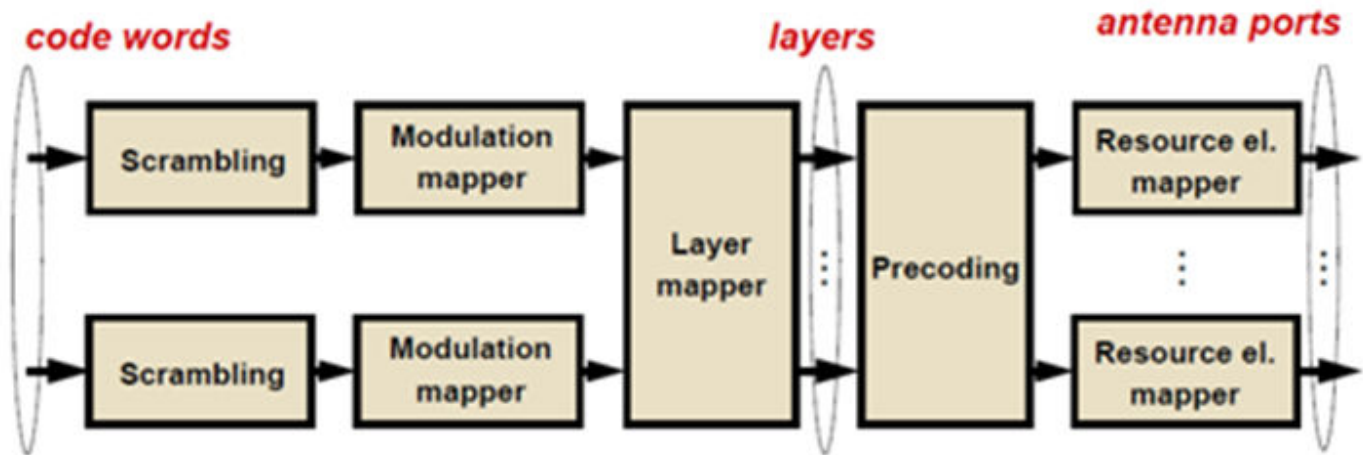 code words
layers
antenna ports
Scrambling
Modulation
mapper
Layer
mapper
Precoding
Resource el.
mapper
⋮
⋮
⋮
Scrambling
Modulation
mapper
Resource el.
mapper